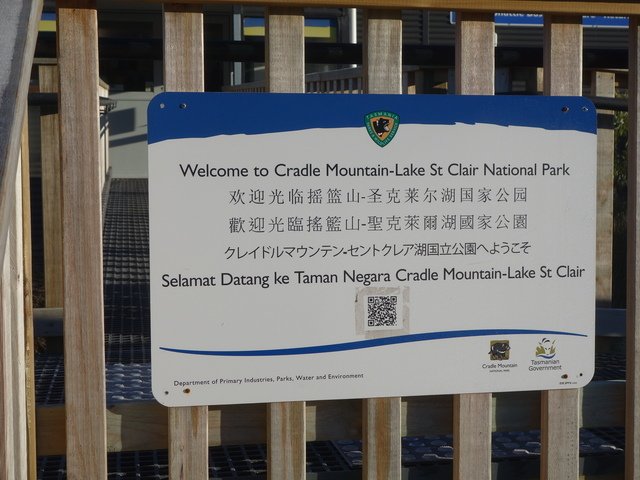 TASMANIA
Welcome to Cradle Mountain-Lake St Clair National Park
欢迎光临摇篮山-圣克莱尔湖国家公园
歡迎光臨搖籃山-聖克萊爾湖國家公園
クレイドルマウンテン-セントクレア湖国立公園へようこそ
Selamat Datang ke Taman Negara Cradle Mountain-Lake St Clair
Department of Primary Industries, Parks, Water and Environment
Cradle Mountain
NATIONAL PARK
Tasmanian
Government